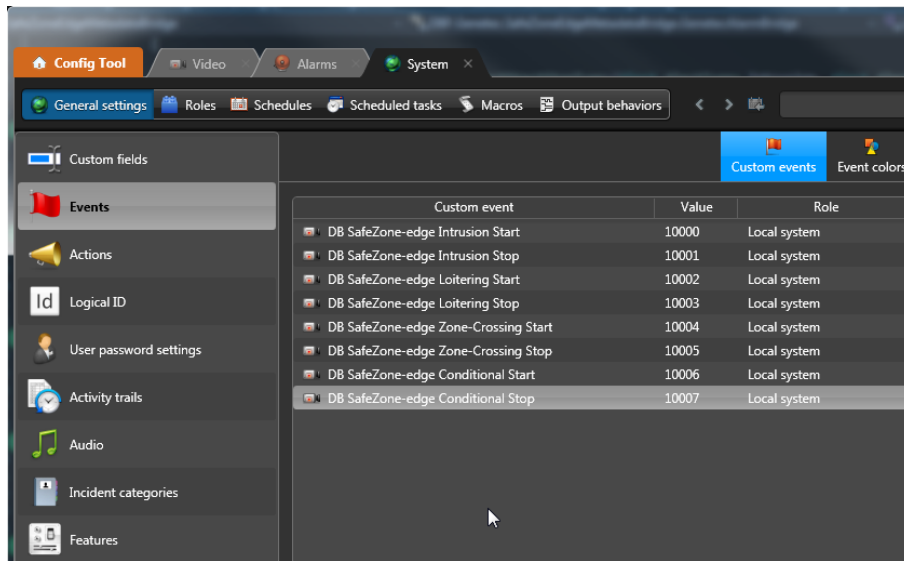 Config Tool
Video
Alarms
System
General settings
Roles
Schedules
Scheduled tasks
Macros
Output behaviors
Custom fields
Events
Actions
Id Logical ID
User password settings
Activity trails
Audio
Incident categories
Features
Custom events
Event colors
Custom event Value Role
DB SafeZone-edge Intrusion Start 10000 Local system
DB SafeZone-edge Intrusion Stop 10001 Local system
DB SafeZone-edge Loitering Start 10002 Local system
DB SafeZone-edge Loitering Stop 10003 Local system
DB SafeZone-edge Zone-Crossing Start 10004 Local system
DB SafeZone-edge Zone-Crossing Stop 10005 Local system
DB SafeZone-edge Conditional Start 10006 Local system
DB SafeZone-edge Conditional Stop 10007 Local system